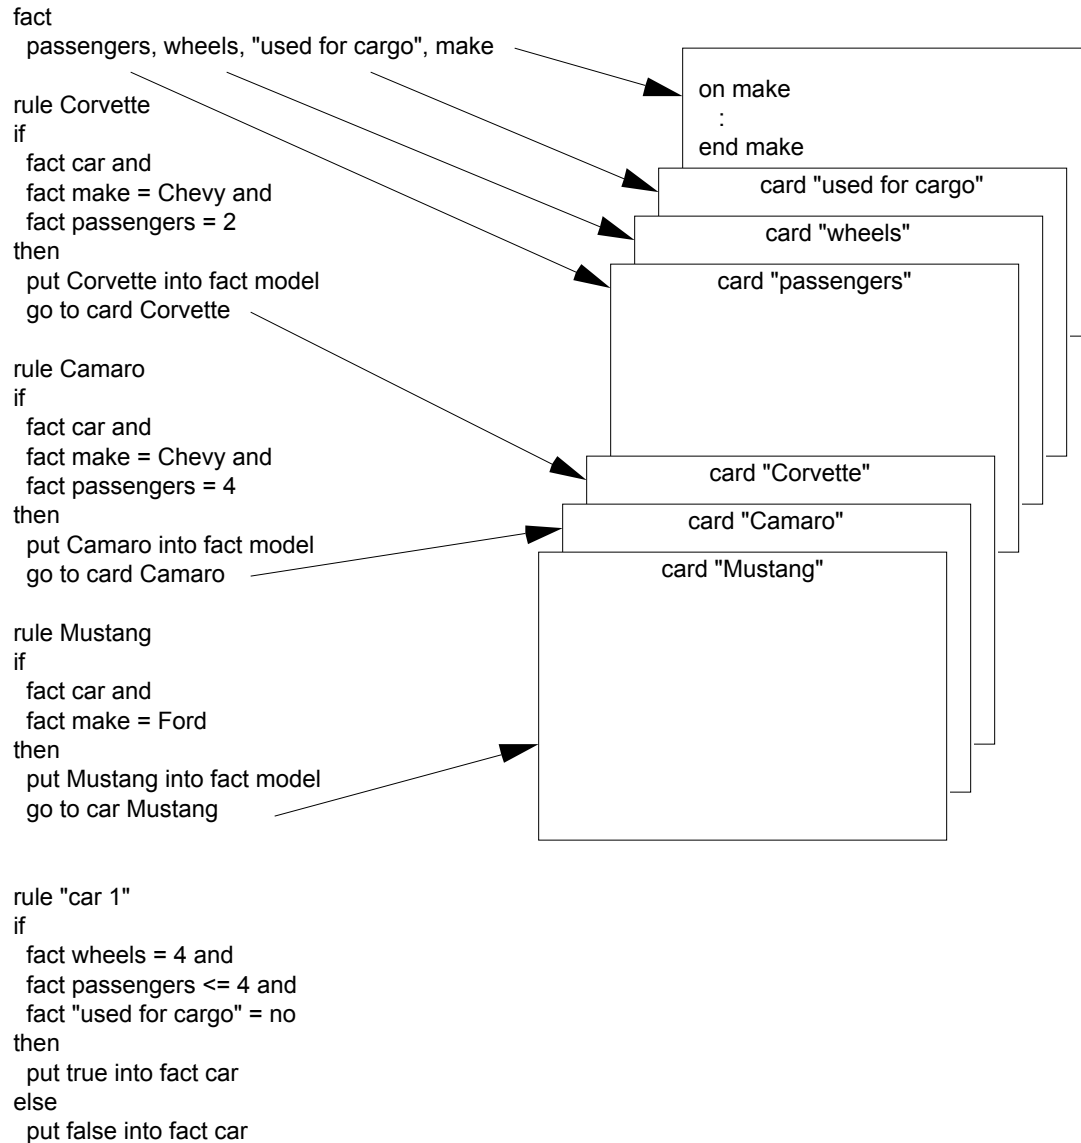 fact
passengers, wheels, "used for cargo", make
rule Corvette
if
fact car and
fact make = Chevy and
fact passengers = 2
then
put Corvette into fact model
go to card Corvette
rule Camaro
if
fact car and
fact make = Chevy and
fact passengers = 4
then
put Camaro into fact model
go to card Camaro
rule Mustang
if
fact car and
fact make = Ford
then
put Mustang into fact model
go to car Mustang
rule "car 1"
if
fact wheels = 4 and
fact passengers <= 4 and
fact "used for cargo" = no
then
put true into fact car
else
put false into fact car
on make
:
end make
card "used for cargo"
card "wheels"
card "passengers"
card "Corvette"
card "Camaro"
card "Mustang"